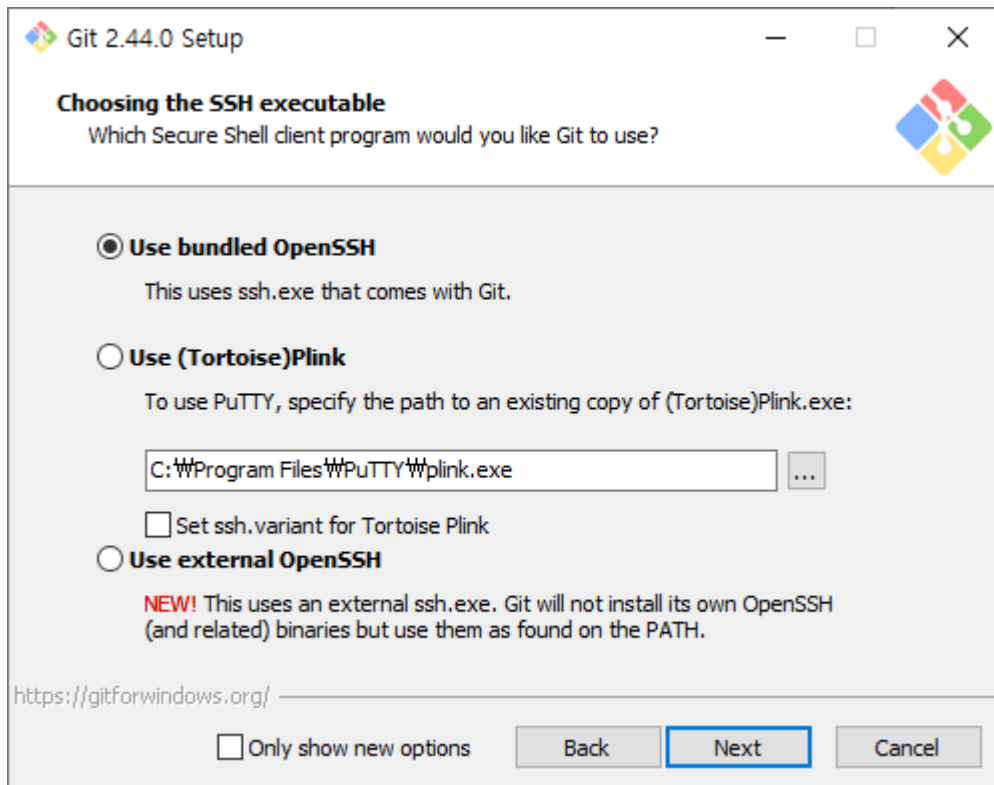 Git 2.44.0 Setup
Choosing the SSH executable
Which Secure Shell client program would you like Git to use?
Use bundled OpenSSH
This uses ssh.exe that comes with Git.
Use (Tortoise)Plink
To use PuTTY, specify the path to an existing copy of (Tortoise)Plink.exe:
C:₩Program Files₩PuTTY₩plink.exe
...
Set ssh.variant for Tortoise Plink
Use external OpenSSH
NEW! This uses an external ssh.exe. Git will not install its own OpenSSH
(and related) binaries but use them as found on the PATH.
https://gitforwindows.org/
Only show new options Back Next Cancel